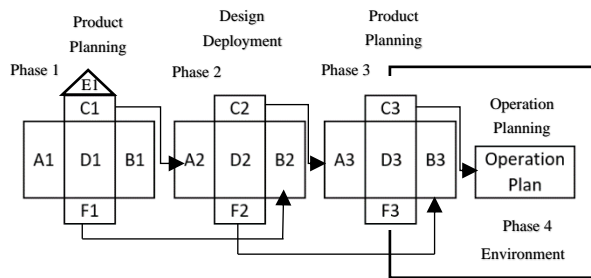 Product
Planning
Design
Deployment
Product
Planning
Phase 1
Phase 2
Phase 3
E1
C1
C2
C3
Operation
Planning
A1
D1
B1
A2
D2
B2
A3
D3
B3
Operation
Plan
F1
F2
F3
Phase 4
Environment